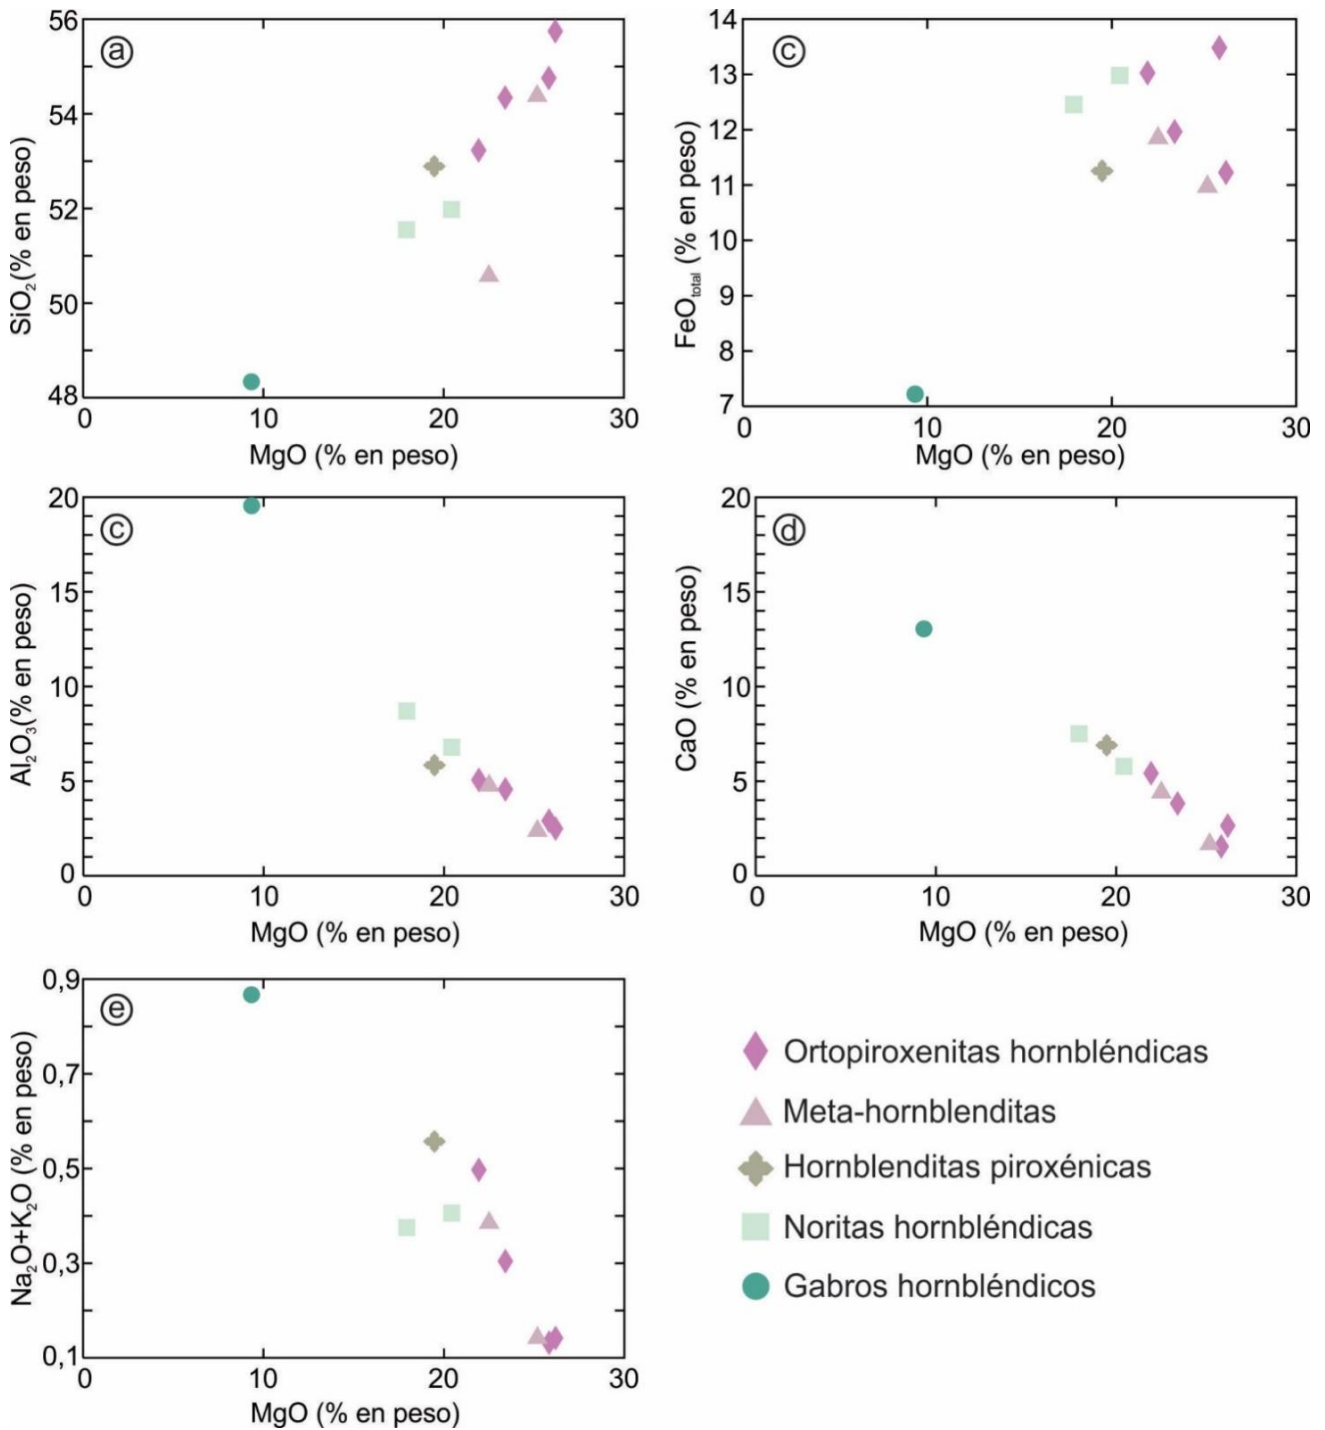 56
54
52
50
48
SiO₂(% en peso)
ⓐ
0 10 20 30
MgO (% en peso)
14
13
12
11
10
9
8
7
FeOtotal (% en peso)
ⓒ
0 10 20 30
MgO (% en peso)
20
15
10
5
0
Al₂O₃(% en peso)
ⓒ
0 10 20 30
MgO (% en peso)
20
15
10
5
0
CaO (% en peso)
ⓓ
0 10 20 30
MgO (% en peso)
0,9
0,7
0,5
0,3
0,1
Na₂O+K₂O (% en peso)
ⓔ
0 10 20 30
MgO (% en peso)
Ortopiroxenitas hornbléndicas
Meta-hornblenditas
Hornblenditas piroxénicas
Noritas hornbléndicas
Gabros hornbléndicos